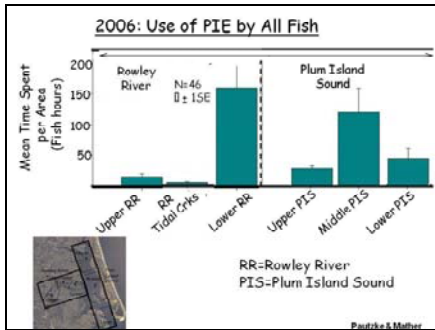 2006: Use of PIE by All Fish
Mean Time Spent
per Area
(Fish hours)
200
150
100
50
Rowley
River
N=46
▯ ± 1SE
Plum Island
Sound
Upper RR
RR
Tidal Crks
Lower RR
Upper PIS
Middle PIS
Lower PIS
RR=Rowley River
PIS=Plum Island Sound
Pautzke & Mather